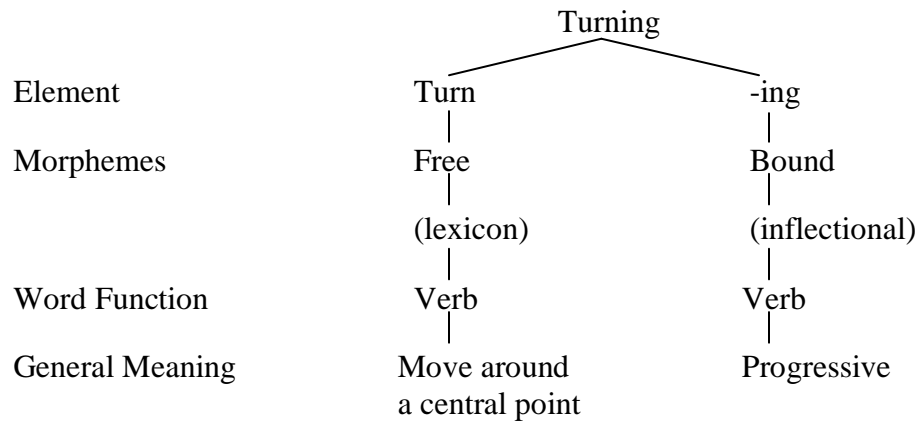 Turning
Element Turn -ing
Morphemes Free Bound
(lexicon) (inflectional)
Word Function Verb Verb
General Meaning Move around Progressive
a central point